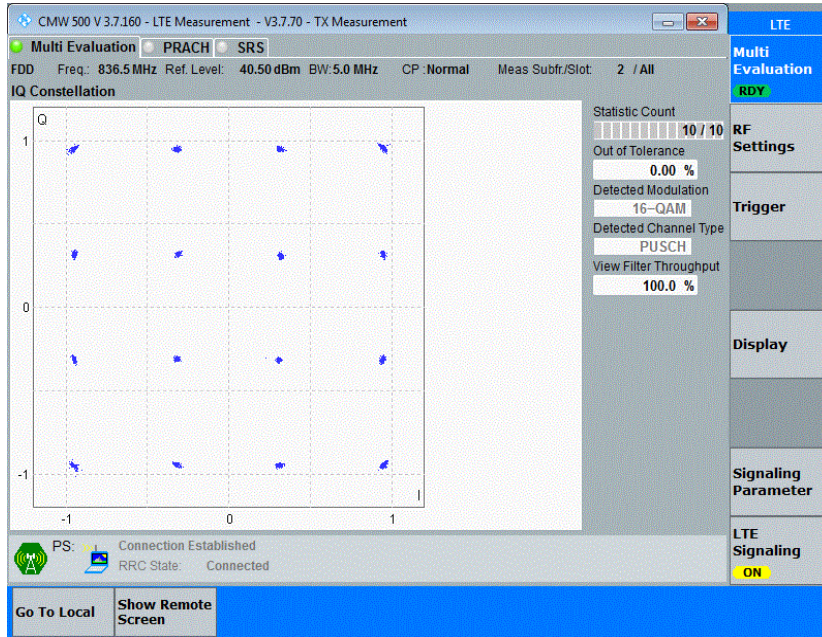 CMW 500 V 3.7.160 - LTE Measurement  - V3.7.70 - TX Measurement
LTE
Multi Evaluation PRACH SRS
Multi
Evaluation
RDY
FDD Freq.: 836.5 MHz Ref. Level: 40.50 dBm BW: 5.0 MHz CP : Normal Meas Subfr./Slot: 2 / All
IQ Constellation
Q
1
0
-1
I
-1 0 1
Statistic Count
10 / 10
Out of Tolerance
0.00 %
Detected Modulation
16-QAM
Detected Channel Type
PUSCH
View Filter Throughput
100.0 %
RF
Settings
Trigger
Display
Signaling
Parameter
LTE
Signaling
ON
PS: Connection Established
RRC State: Connected
Go To Local
Show Remote
Screen